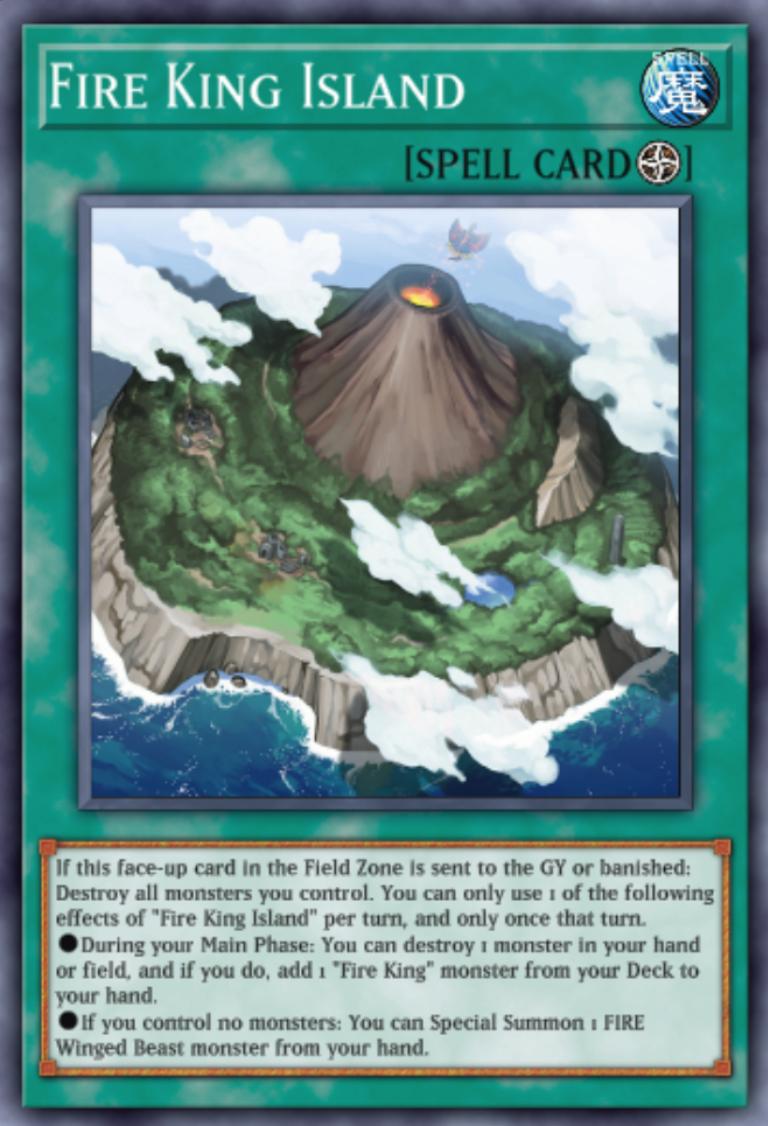 Fire King Island
SPELL
魔
[SPELL CARD]
If this face-up card in the Field Zone is sent to the GY or banished:
Destroy all monsters you control. You can only use 1 of the following
effects of "Fire King Island" per turn, and only once that turn.
●During your Main Phase: You can destroy 1 monster in your hand
or field, and if you do, add 1 "Fire King" monster from your Deck to
your hand.
●If you control no monsters: You can Special Summon 1 FIRE
Winged Beast monster from your hand.